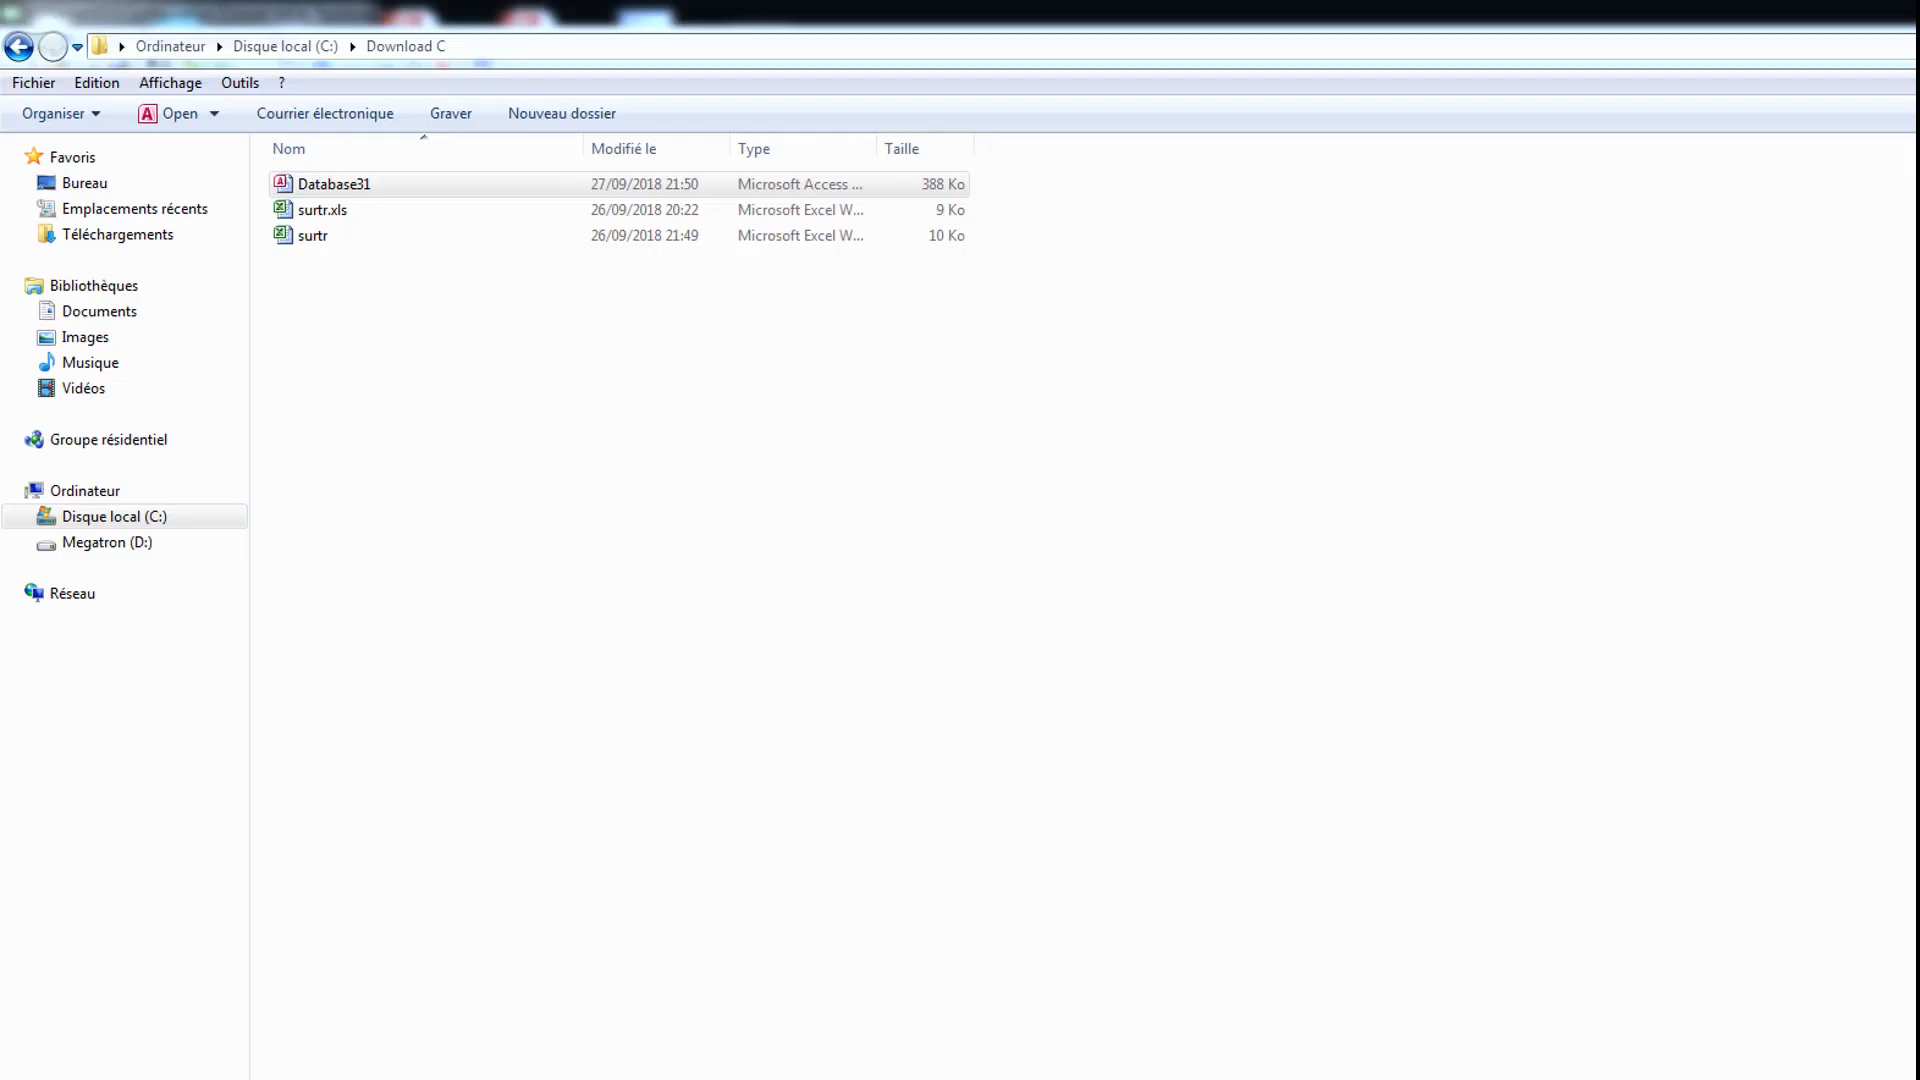 Ordinateur Disque local (C:) Download C
Fichier Edition Affichage Outils ?
Organiser Open Courrier électronique Graver Nouveau dossier
Nom Modifié le Type Taille
Favoris
Bureau
Emplacements récents
Téléchargements
Bibliothèques
Documents
Images
Musique
Vidéos
Groupe résidentiel
Ordinateur
Disque local (C:)
Megatron (D:)
Réseau
Database31 27/09/2018 21:50 Microsoft Access ... 388 Ko
surtr.xls 26/09/2018 20:22 Microsoft Excel W... 9 Ko
surtr 26/09/2018 21:49 Microsoft Excel W... 10 Ko